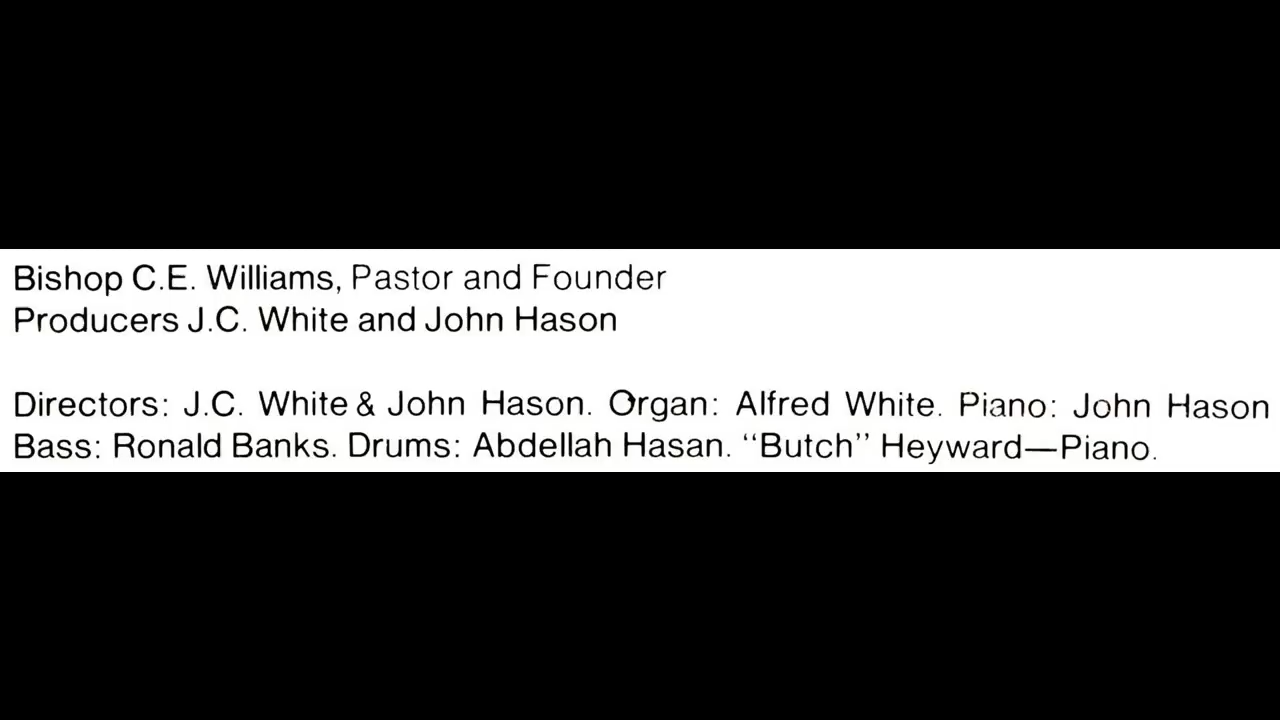 Bishop C.E. Williams, Pastor and Founder
Producers J.C. White and John Hason
Directors: J.C. White & John Hason. Organ: Alfred White. Piano: John Hason
Bass: Ronald Banks. Drums: Abdellah Hasan. “Butch” Heyward—Piano.